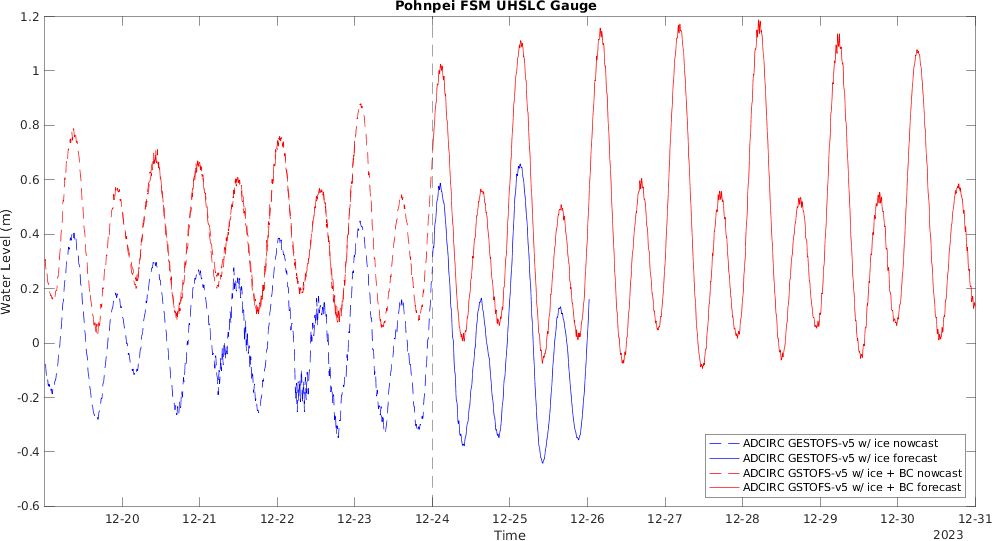 Pohnpei FSM UHSLC Gauge
1.2
1
0.8
0.6
0.4
0.2
0
-0.2
-0.4
-0.6
Water Level (m)
ADCIRC GESTOFS-v5 w/ ice nowcast
ADCIRC GESTOFS-v5 w/ ice forecast
ADCIRC GSTOFS-v5 w/ ice + BC nowcast
ADCIRC GSTOFS-v5 w/ ice + BC forecast
12-20 12-21 12-22 12-23 12-24 12-25 12-26 12-27 12-28 12-29 12-30 12-31
Time
2023